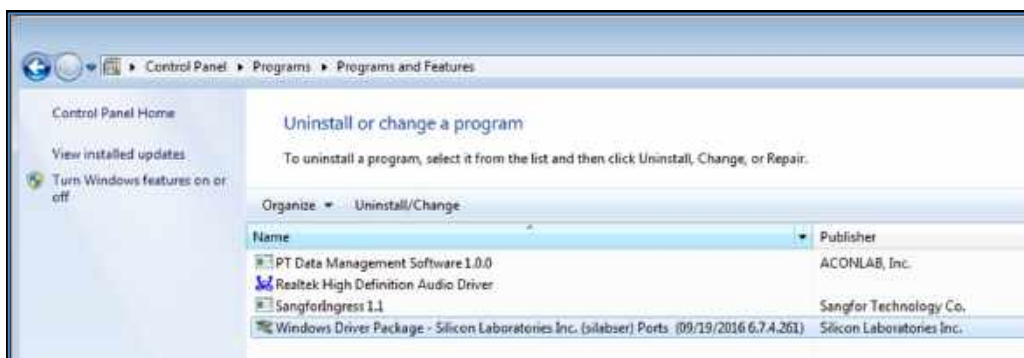 Control Panel ▸ Programs ▸ Programs and Features
Control Panel Home
Uninstall or change a program
View installed updates
To uninstall a program, select it from the list and then click Uninstall, Change, or Repair.
Turn Windows features on or
off
Organize Uninstall/Change
Name Publisher
PT Data Management Software 1.0.0 ACONLAB, Inc.
Realtek High Definition Audio Driver
SangforIngress 1.1 Sangfor Technology Co.
Windows Driver Package - Silicon Laboratories Inc. (silabser) Ports (09/19/2016 6.7.4.261) Silicon Laboratories Inc.